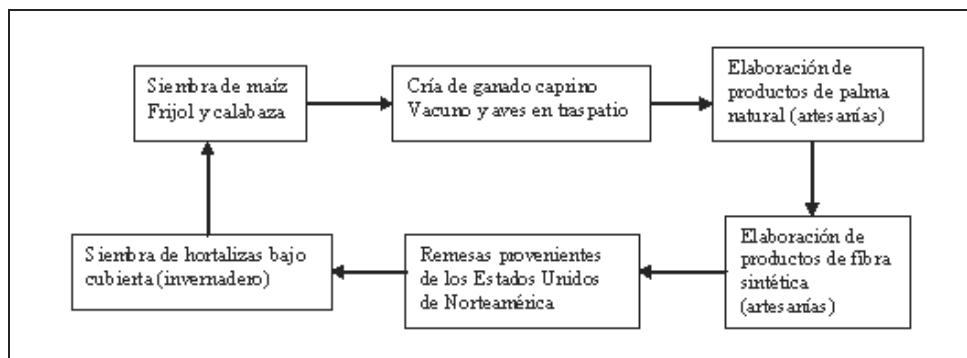 Siembra de maíz
Frijol y calabaza
Cría de ganado caprino
Vacuno y aves en traspatio
Elaboración de
productos de palma
natural (artesanías)
Elaboración de
productos de fibra
sintética
(artesanías)
Remesas provenientes
de los Estados Unidos
de Norteamérica
Siembra de hortalizas bajo
cubierta (invernadero)